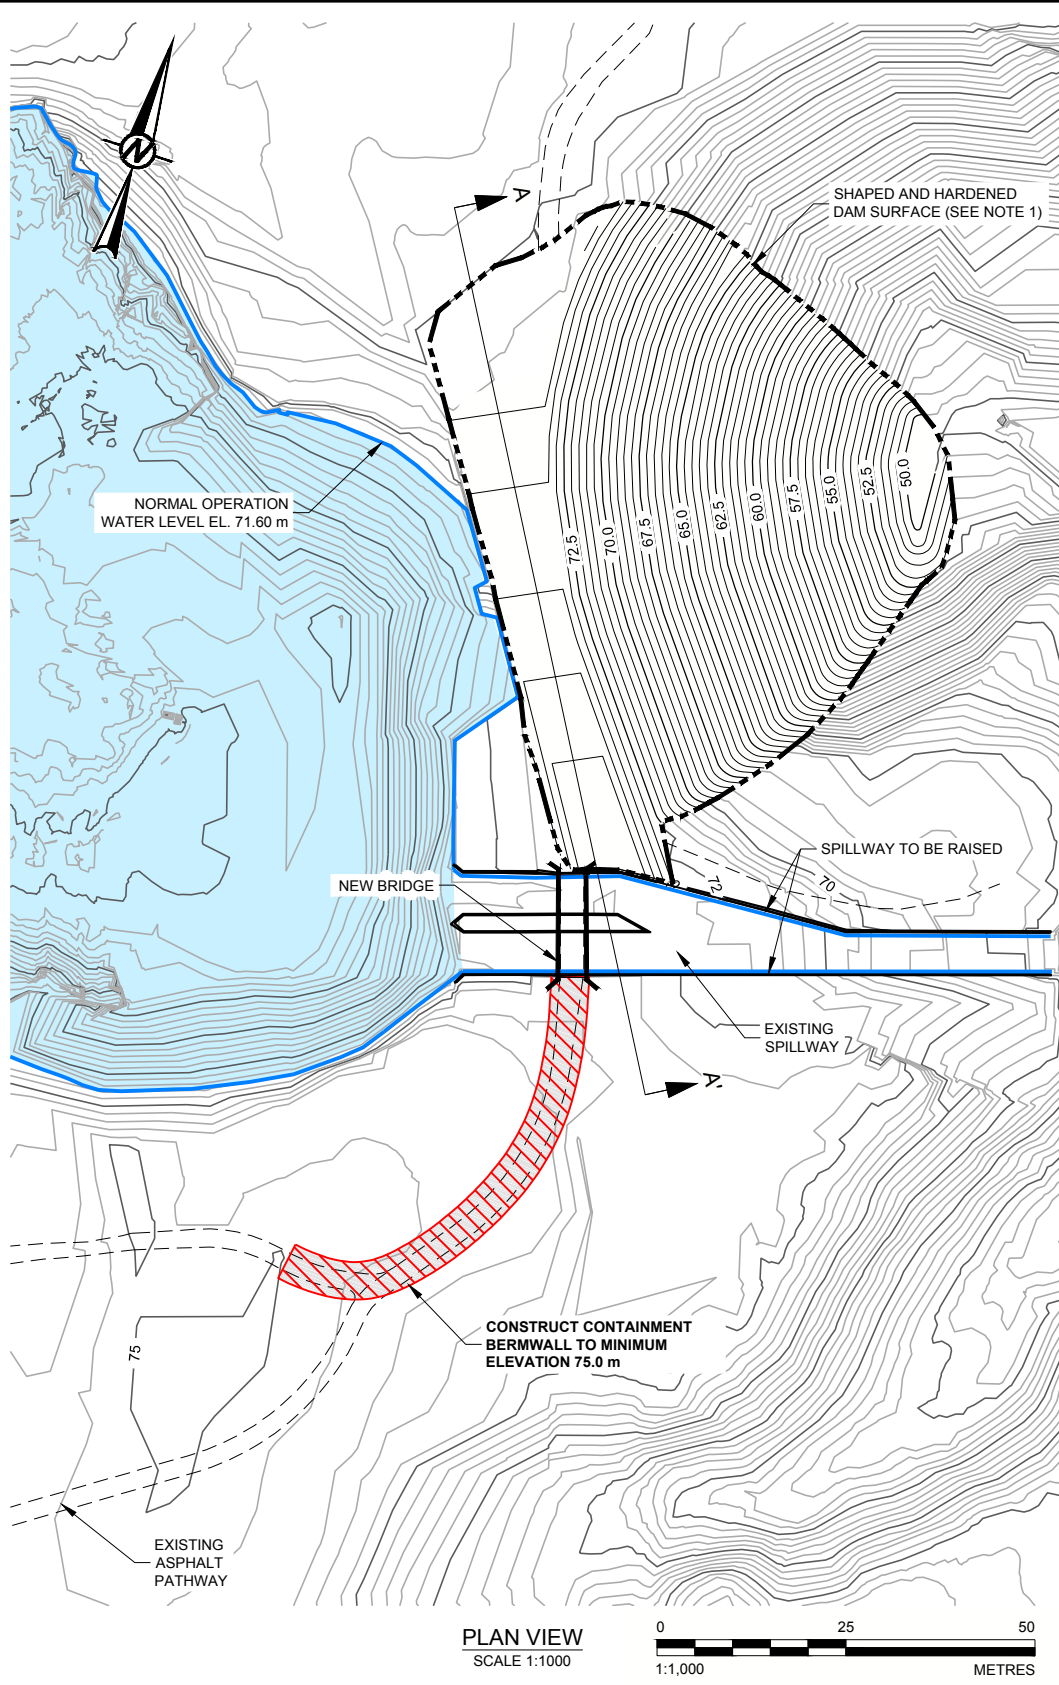 N
A
SHAPED AND HARDENED
DAM SURFACE (SEE NOTE 1)
NORMAL OPERATION
WATER LEVEL EL. 71.60 m
72.5
70.0
67.5
65.0
62.5
60.0
57.5
55.0
52.5
50.0
SPILLWAY TO BE RAISED
72
70
NEW BRIDGE
EXISTING
SPILLWAY
A'
CONSTRUCT CONTAINMENT
BERMWALL TO MINIMUM
ELEVATION 75.0 m
75
EXISTING
ASPHALT
PATHWAY
PLAN VIEW
SCALE 1:1000
0 25 50
1:1,000 METRES